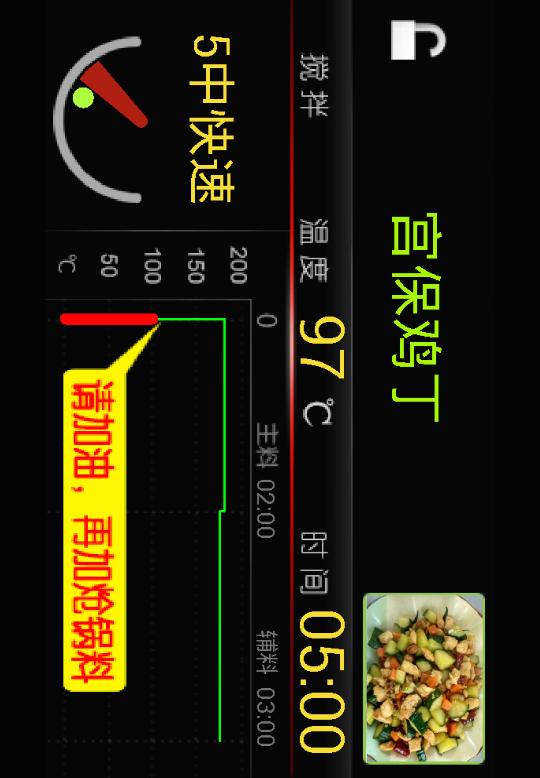 宫保鸡丁
搅拌
温度 97 ℃
时间 05:00
5中快速
0
主料 02:00
辅料 03:00
200
150
100
50
℃
请加油，再加炝锅料